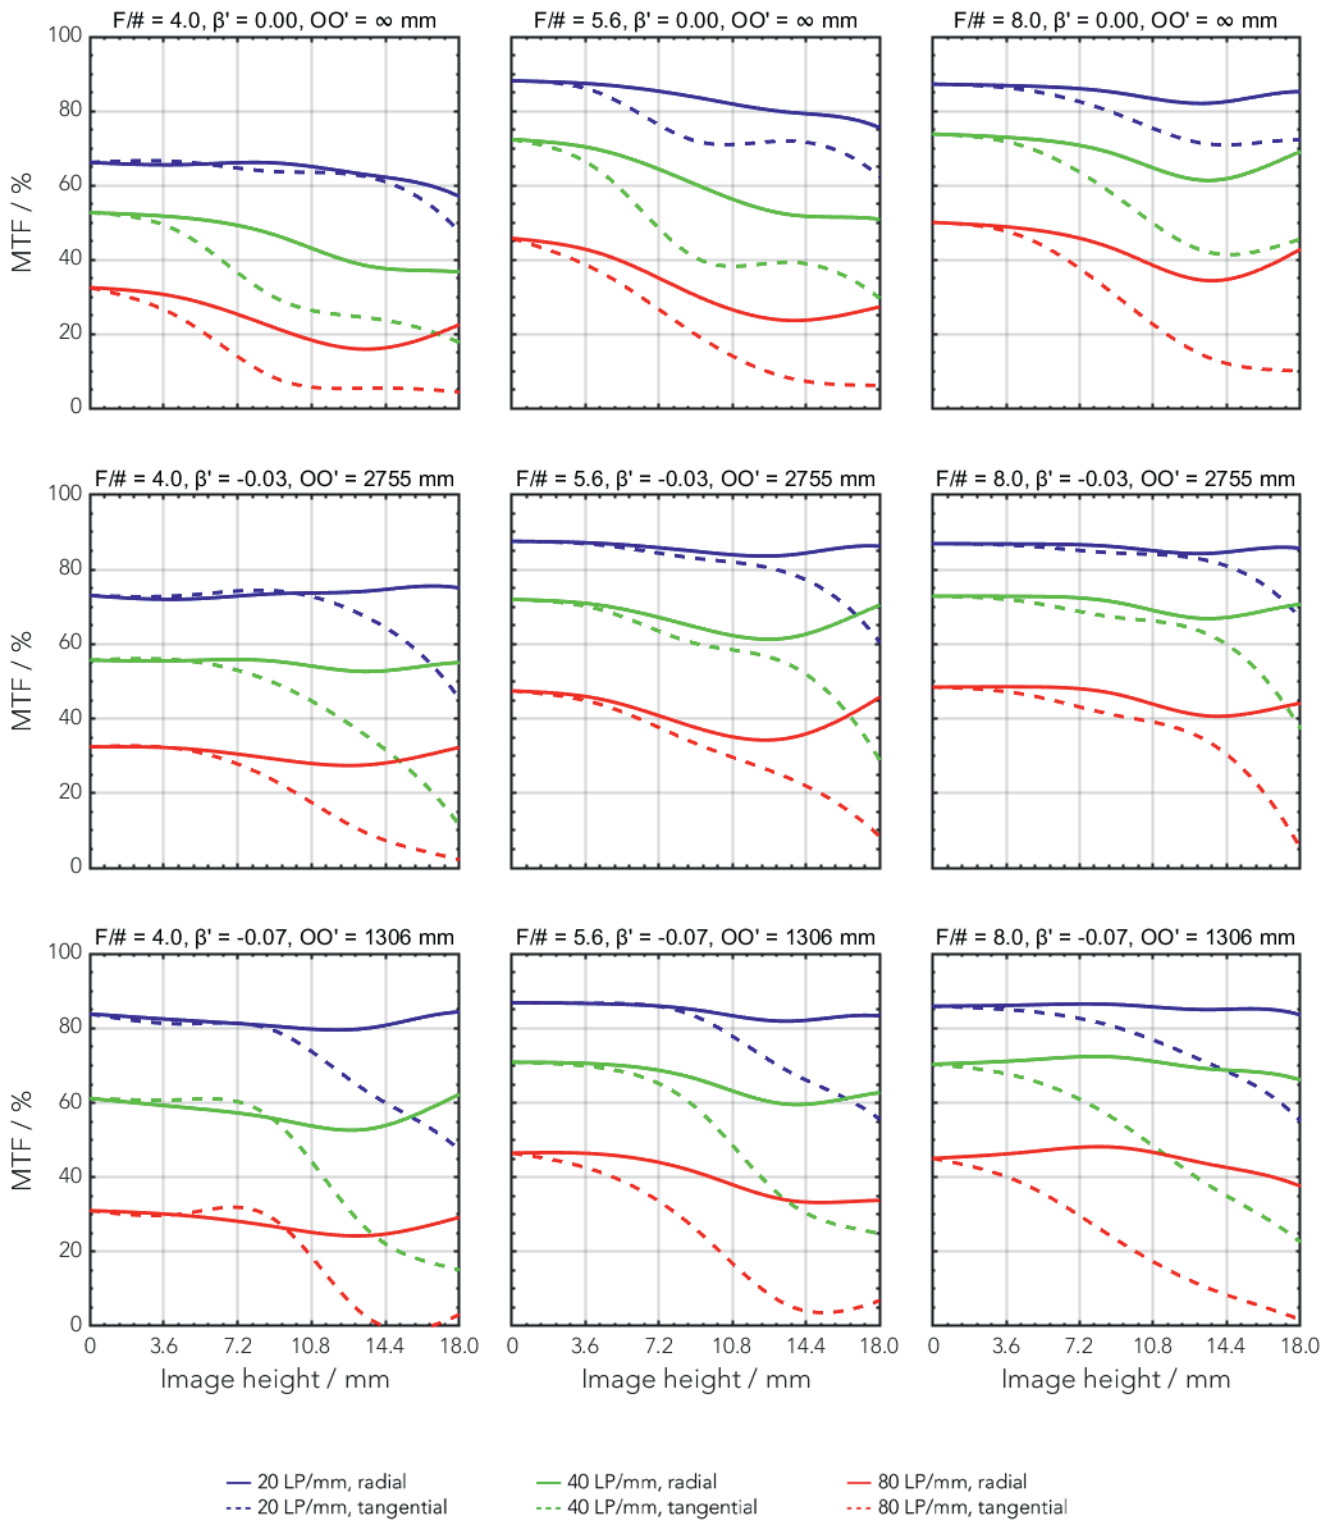 F/# = 4.0, β' = 0.00, OO' = ∞ mm
F/# = 5.6, β' = 0.00, OO' = ∞ mm
F/# = 8.0, β' = 0.00, OO' = ∞ mm
MTF / %
100
80
60
40
20
0
F/# = 4.0, β' = -0.03, OO' = 2755 mm
F/# = 5.6, β' = -0.03, OO' = 2755 mm
F/# = 8.0, β' = -0.03, OO' = 2755 mm
MTF / %
100
80
60
40
20
0
F/# = 4.0, β' = -0.07, OO' = 1306 mm
F/# = 5.6, β' = -0.07, OO' = 1306 mm
F/# = 8.0, β' = -0.07, OO' = 1306 mm
MTF / %
100
80
60
40
20
0
0 3.6 7.2 10.8 14.4 18.0
0 3.6 7.2 10.8 14.4 18.0
0 3.6 7.2 10.8 14.4 18.0
Image height / mm
Image height / mm
Image height / mm
20 LP/mm, radial
40 LP/mm, radial
80 LP/mm, radial
20 LP/mm, tangential
40 LP/mm, tangential
80 LP/mm, tangential